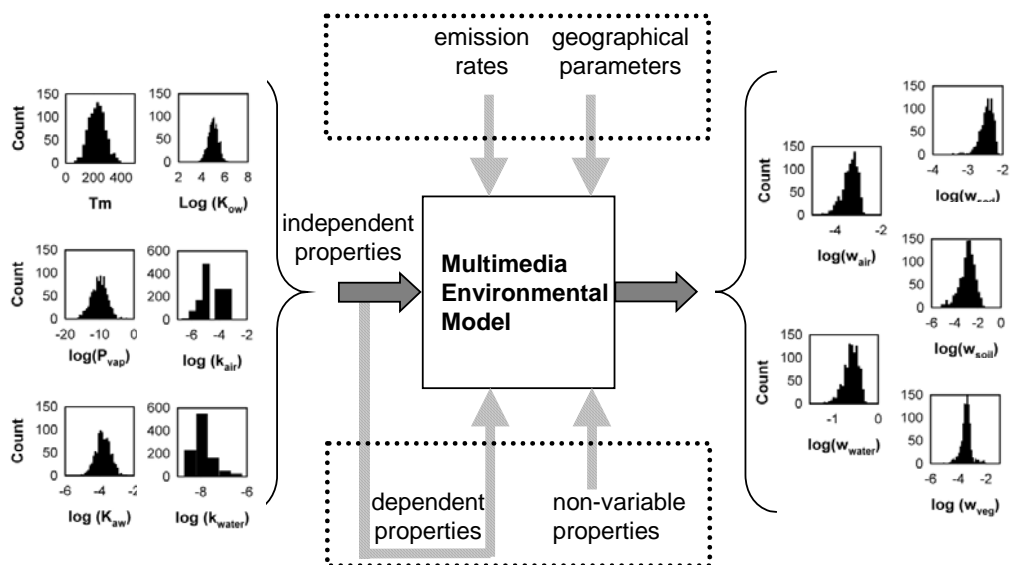 emission rates
geographical parameters
150
100
50
0
0 200 400
Count
Tm
150
100
50
0
2 4 6 8
Log (Kow)
150
100
50
0
-20 -10 0
log(Pvap)
600
400
200
0
-6 -4 -2
log (kair)
150
100
50
0
-6 -4 -2
Count
log (Kaw)
600
400
200
0
-8 -6
log (kwater)
independent
properties
Multimedia
Environmental
Model
dependent
properties
non-variable
properties
150
100
50
0
-4 -3 -2
log(wsed)
150
100
50
0
-4 -2
Count
log(wair)
150
100
50
0
-6 -4 -2 0
log(wsoil)
150
100
50
0
-1 0
Count
log(wwater)
150
100
50
0
-6 -4 -2
log (wveg)